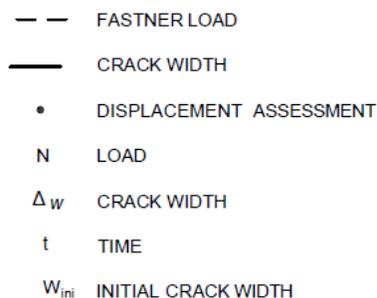 FASTNER LOAD
CRACK WIDTH
DISPLACEMENT ASSESSMENT
N LOAD
Δw CRACK WIDTH
t TIME
Wini INITIAL CRACK WIDTH